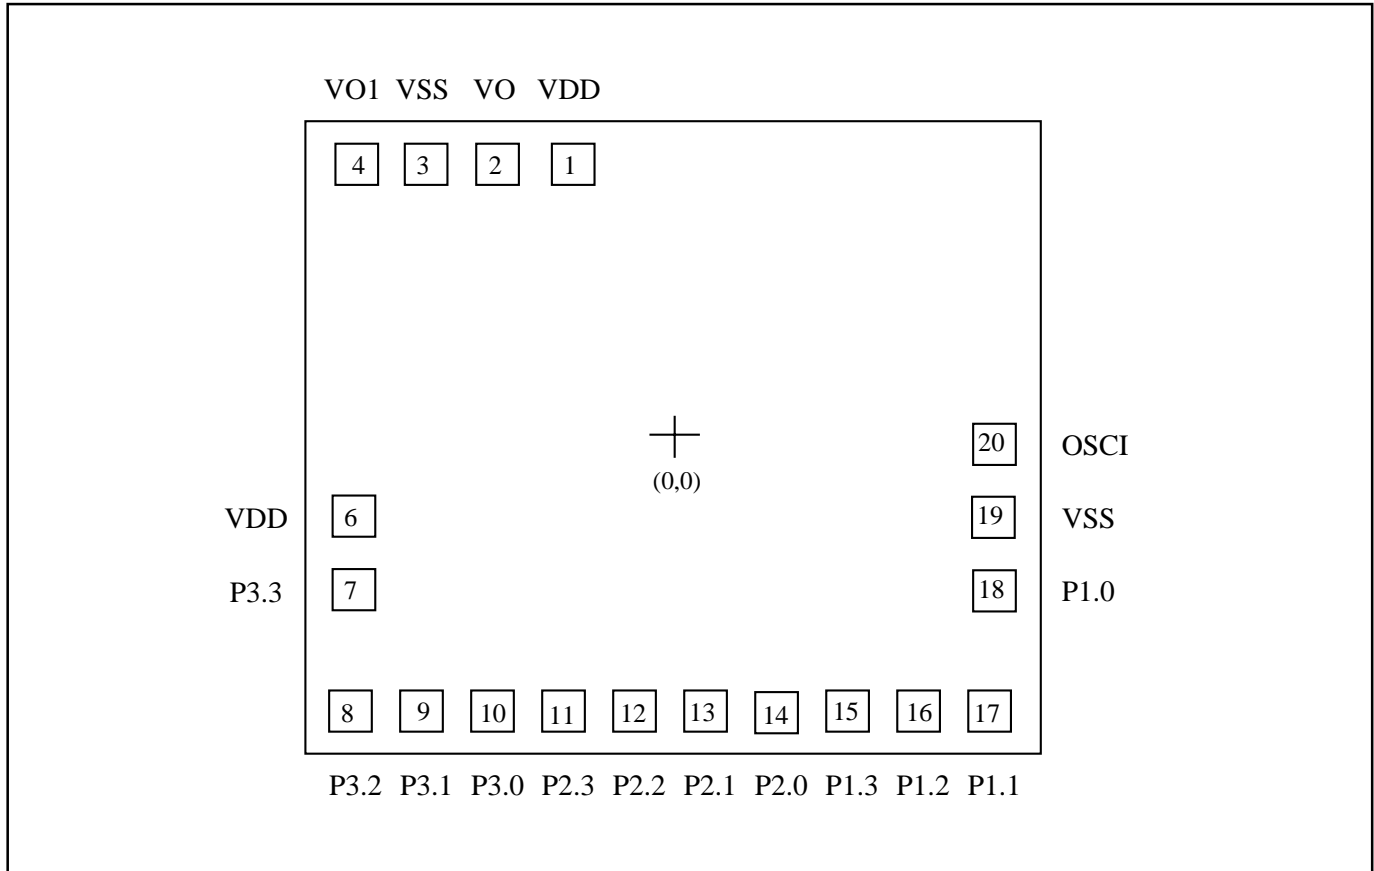 VO1 VSS VO VDD
4 3 2 1
20 OSCI
(0,0)
VDD 6 19 VSS
P3.3 7 18 P1.0
8 9 10 11 12 13 14 15 16 17
P3.2 P3.1 P3.0 P2.3 P2.2 P2.1 P2.0 P1.3 P1.2 P1.1